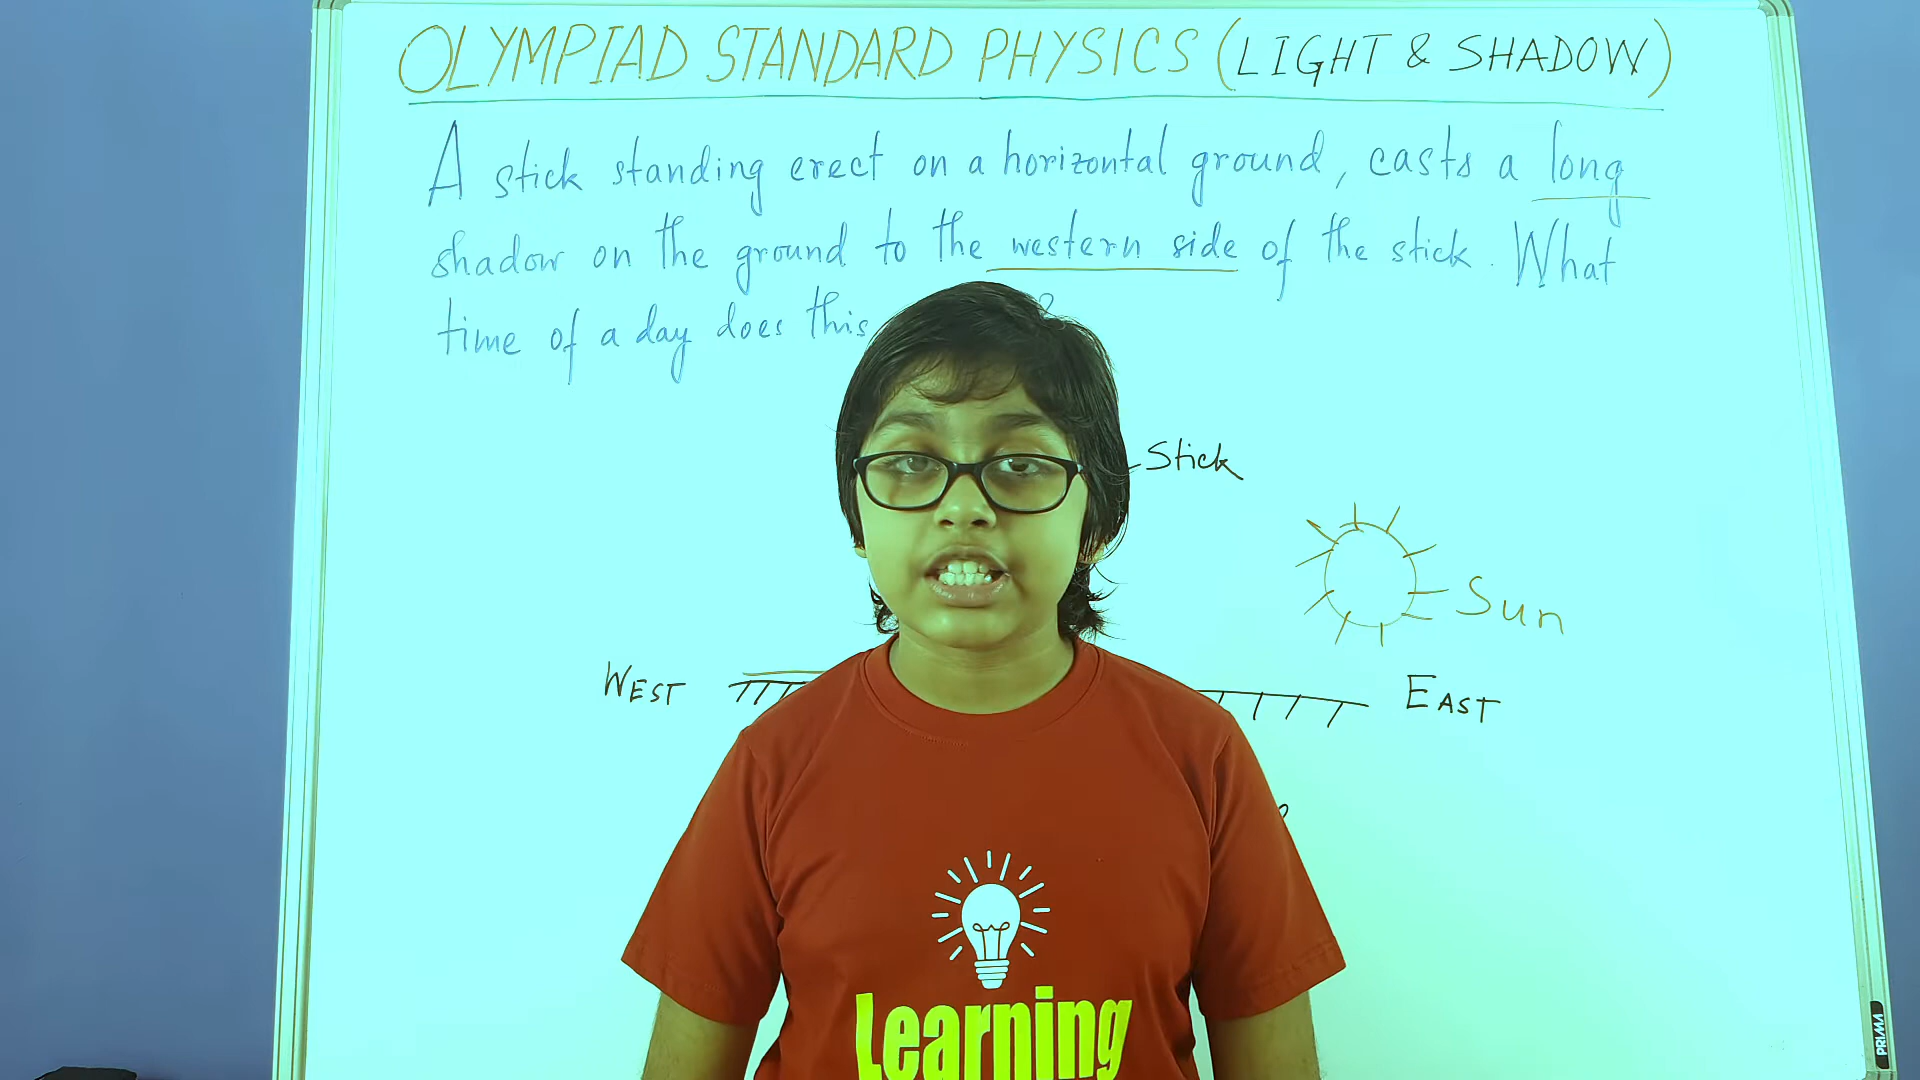 OLYMPIAD STANDARD PHYSICS (LIGHT & SHADOW)
A stick standing erect on a horizontal ground, casts a long
shadow on the ground to the western side of the stick. What
time of a day does this ?
Stick
Sun
WEST
EAST
?
Learning
PRIMA